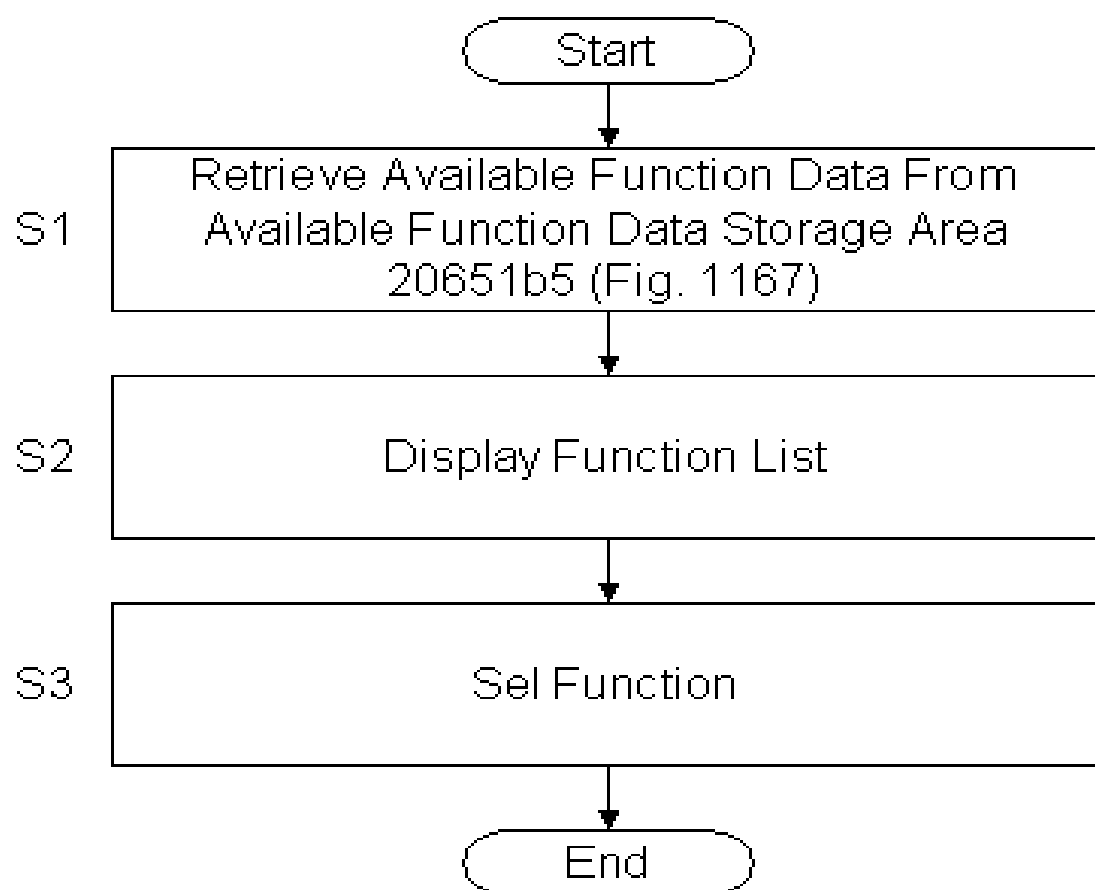 Start
S1
Retrieve Available Function Data From
Available Function Data Storage Area
20651b5 (Fig. 1167)
S2
Display Function List
S3
Sel Function
End